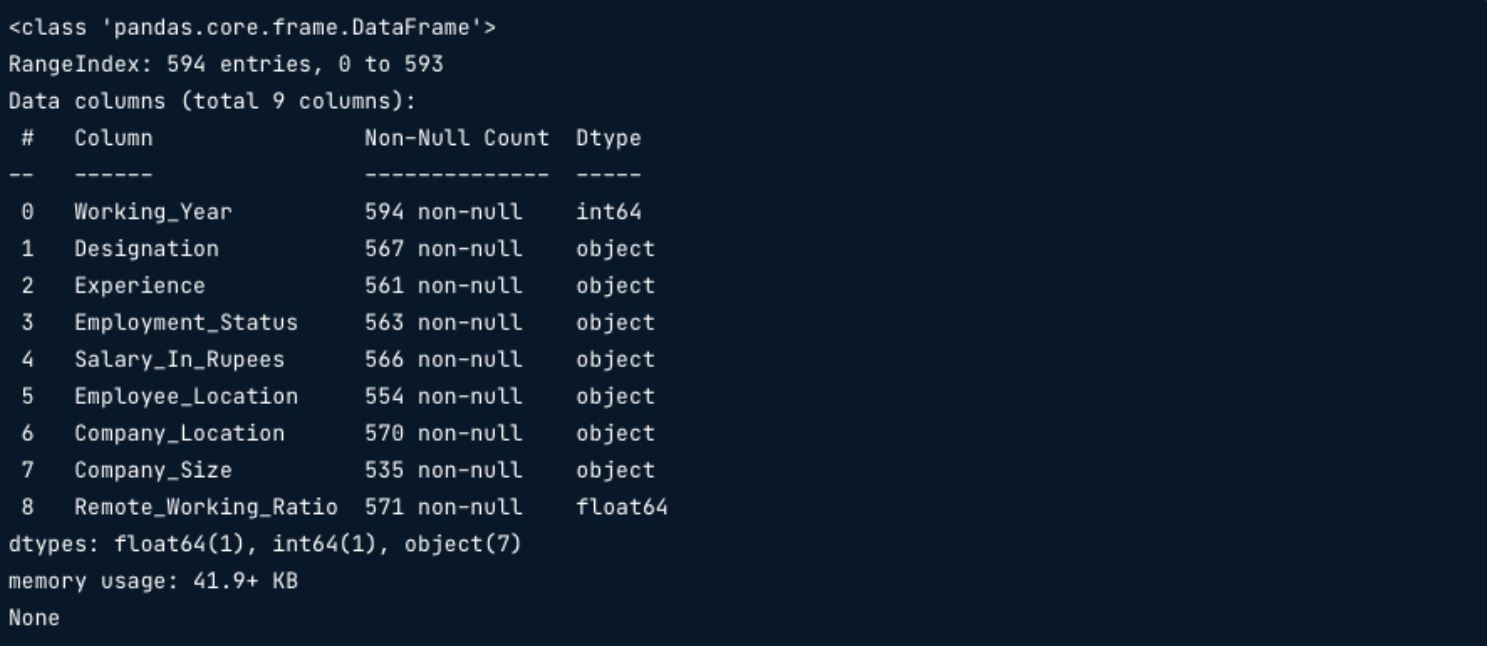 <class 'pandas.core.frame.DataFrame'>
RangeIndex: 594 entries, 0 to 593
Data columns (total 9 columns):
 #   Column                Non-Null Count  Dtype
--   ------                --------------  -----
 0   Working_Year          594 non-null    int64
 1   Designation           567 non-null    object
 2   Experience            561 non-null    object
 3   Employment_Status     563 non-null    object
 4   Salary_In_Rupees      566 non-null    object
 5   Employee_Location     554 non-null    object
 6   Company_Location      570 non-null    object
 7   Company_Size          535 non-null    object
 8   Remote_Working_Ratio  571 non-null    float64
dtypes: float64(1), int64(1), object(7)
memory usage: 41.9+ KB
None